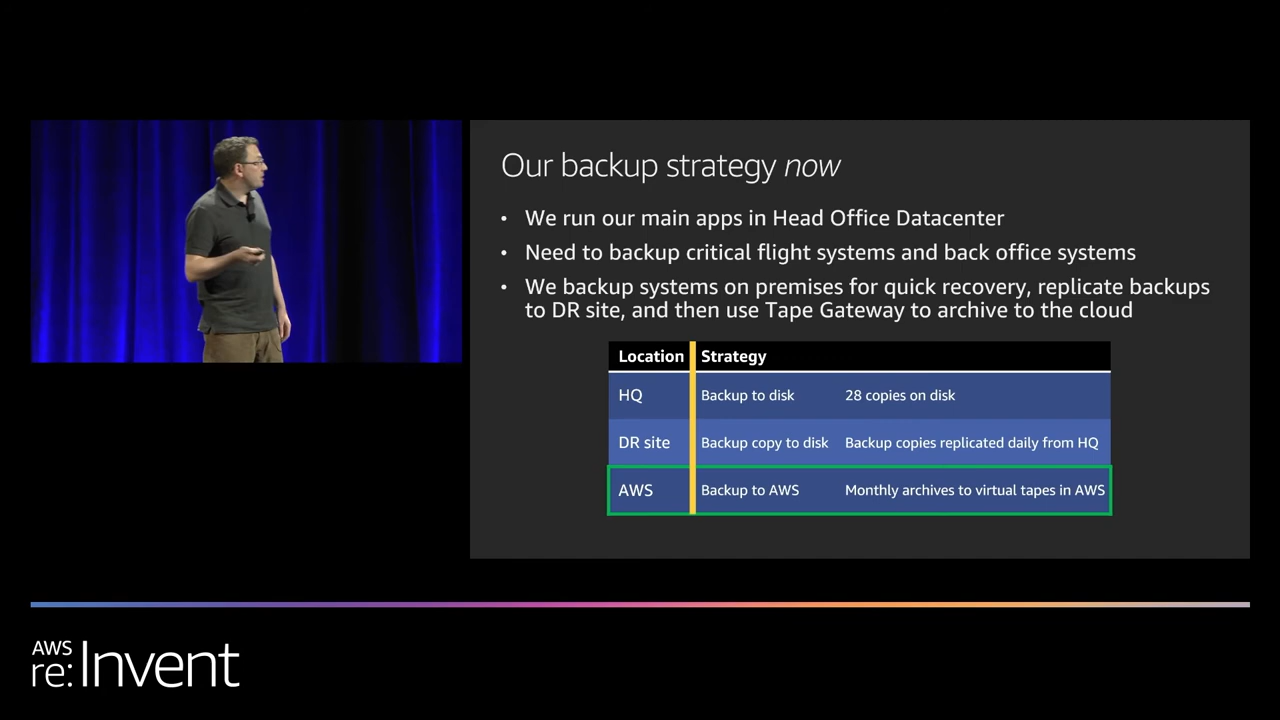 Our backup strategy now
• We run our main apps in Head Office Datacenter
• Need to backup critical flight systems and back office systems
• We backup systems on premises for quick recovery, replicate backups
to DR site, and then use Tape Gateway to archive to the cloud
Location Strategy
HQ Backup to disk 28 copies on disk
DR site Backup copy to disk Backup copies replicated daily from HQ
AWS Backup to AWS Monthly archives to virtual tapes in AWS
AWS
re:Invent